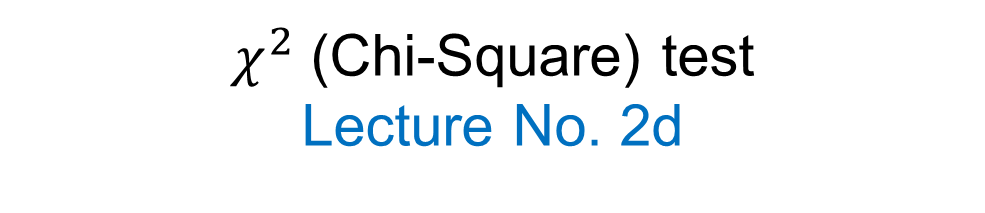 χ² (Chi-Square) test
Lecture No. 2d